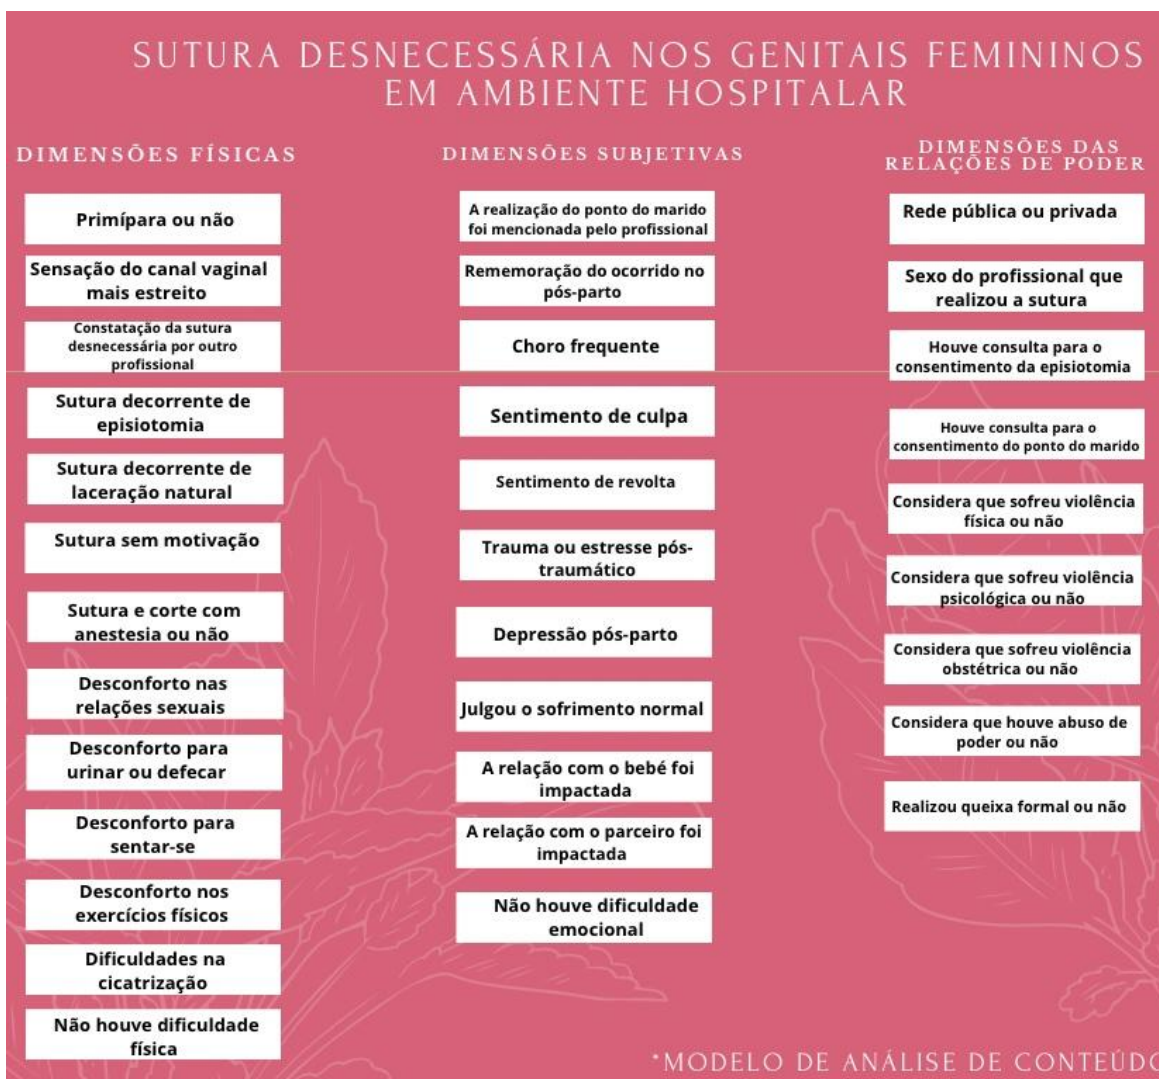 SUTURA DESNECESSÁRIA NOS GENITAIS FEMININOS
EM AMBIENTE HOSPITALAR
DIMENSÕES FÍSICAS
Primípara ou não
Sensação do canal vaginal
mais estreito
Constatação da sutura
desnecessária por outro
profissional
Sutura decorrente de
episiotomia
Sutura decorrente de
laceração natural
Sutura sem motivação
Sutura e corte com
anestesia ou não
Desconforto nas
relações sexuais
Desconforto para
urinar ou defecar
Desconforto para
sentar-se
Desconforto nos
exercícios físicos
Dificuldades na
cicatrização
Não houve dificuldade
física
DIMENSÕES SUBJETIVAS
A realização do ponto do marido
foi mencionada pelo profissional
Rememoração do ocorrido no
pós-parto
Choro frequente
Sentimento de culpa
Sentimento de revolta
Trauma ou estresse pós-
traumático
Depressão pós-parto
Julgou o sofrimento normal
A relação com o bebé foi
impactada
A relação com o parceiro foi
impactada
Não houve dificuldade
emocional
DIMENSÕES DAS
RELAÇÕES DE PODER
Rede pública ou privada
Sexo do profissional que
realizou a sutura
Houve consulta para o
consentimento da episiotomia
Houve consulta para o
consentimento do ponto do marido
Considera que sofreu violência
física ou não
Considera que sofreu violência
psicológica ou não
Considera que sofreu violência
obstétrica ou não
Considera que houve abuso de
poder ou não
Realizou queixa formal ou não
*MODELO DE ANÁLISE DE CONTEÚDO